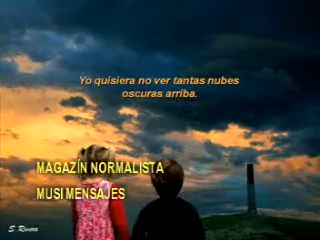 Yo quisiera no ver tantas nubes
oscuras arriba.
MAGAZÍN NORMALISTA
MUSI MENSAJES
S. Rivera